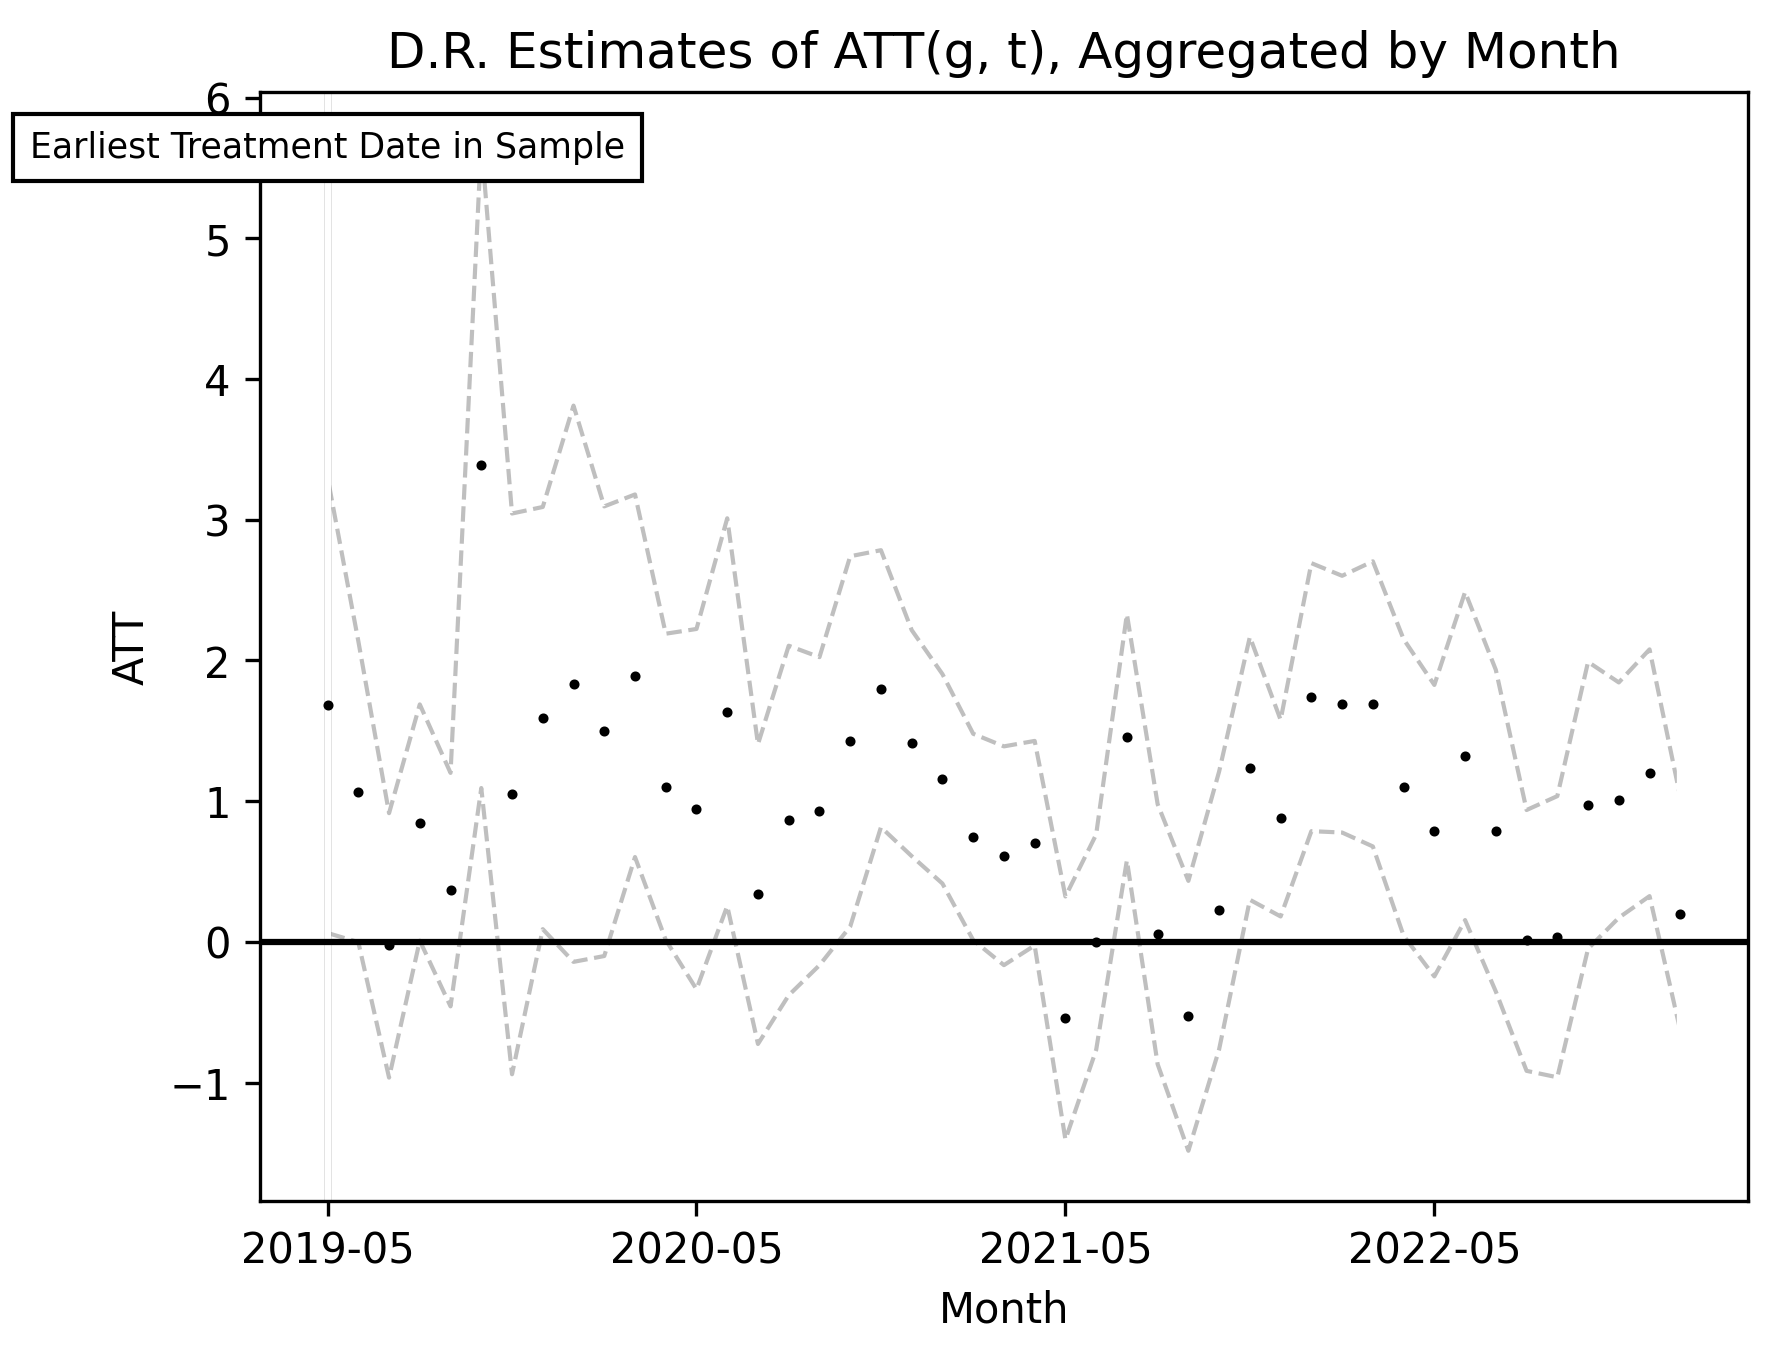 D.R. Estimates of ATT(g, t), Aggregated by Month
6
Earliest Treatment Date in Sample
5
4
3
2
1
0
−1
ATT
2019-05 2020-05 2021-05 2022-05
Month